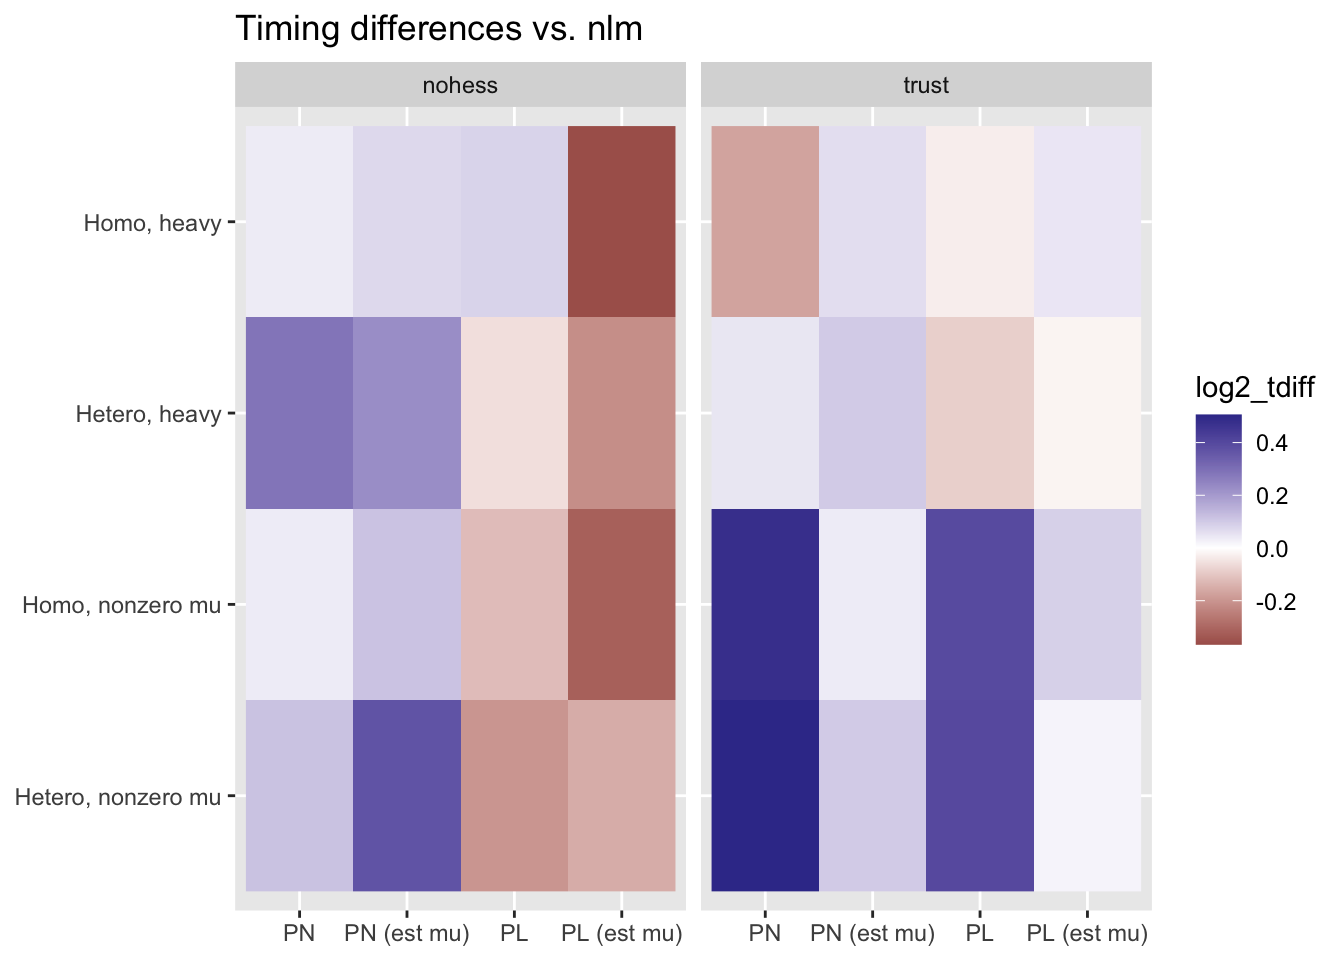 Timing differences vs. nlm
nohess
trust
Homo, heavy
Hetero, heavy
Homo, nonzero mu
Hetero, nonzero mu
PN PN (est mu) PL PL (est mu)
PN PN (est mu) PL PL (est mu)
log2_tdiff
0.4
0.2
0.0
-0.2